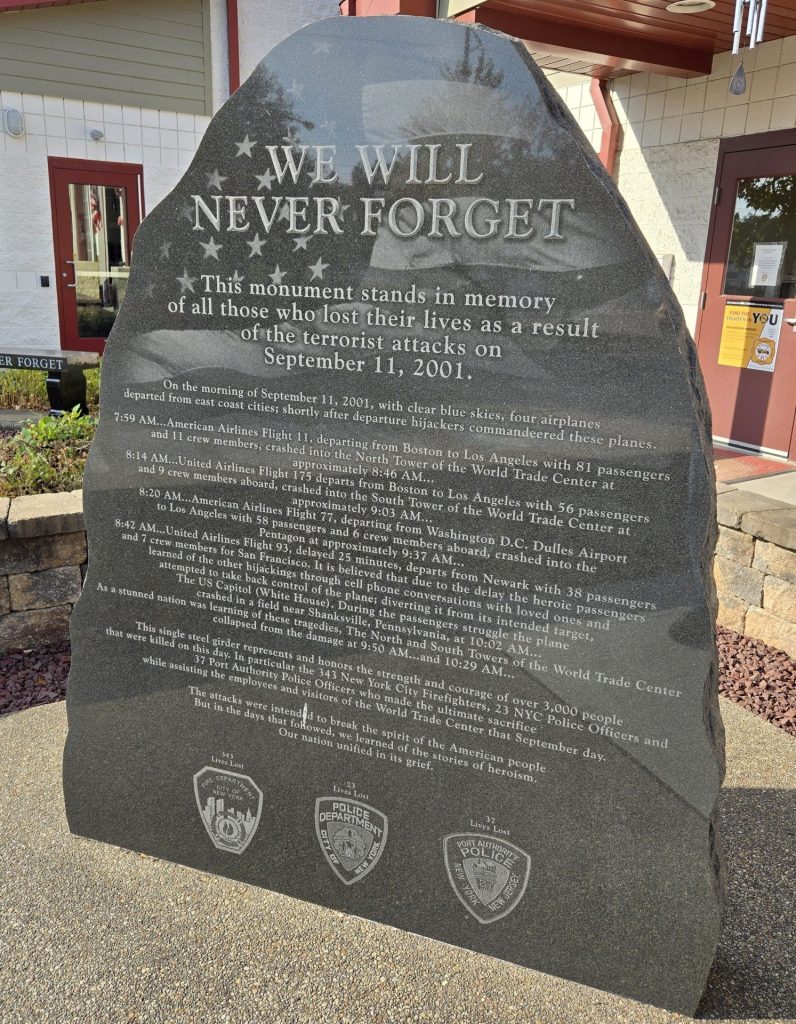 WE WILL
NEVER FORGET
This monument stands in memory
of all those who lost their lives as a result
of the terrorist attacks on
September 11, 2001.
On the morning of September 11, 2001, with clear blue skies, four airplanes
departed from east coast cities; shortly after departure hijackers commandeered these planes.
7:59 AM...American Airlines Flight 11, departing from Boston to Los Angeles with 81 passengers
and 11 crew members, crashed into the North Tower of the World Trade Center at
approximately 8:46 AM...
8:14 AM...United Airlines Flight 175 departs from Boston to Los Angeles with 56 passengers
and 9 crew members aboard, crashed into the South Tower of the World Trade Center at
approximately 9:03 AM...
8:20 AM...American Airlines Flight 77, departing from Washington D.C. Dulles Airport
to Los Angeles with 58 passengers and 6 crew members aboard, crashed into the
Pentagon at approximately 9:37 AM...
8:42 AM...United Airlines Flight 93, delayed 25 minutes, departs from Newark with 38 passengers
and 7 crew members for San Francisco. It is believed that due to the delay the heroic passengers
learned of the other hijackings through cell phone conversations with loved ones and
attempted to take back control of the plane; diverting it from its intended target,
The US Capitol (White House). During the passengers struggle the plane
crashed in a field near Shanksville, Pennsylvania, at 10:02 AM...
As a stunned nation was learning of these tragedies, The North and South Towers of the World Trade Center
collapsed from the damage at 9:50 AM...and 10:29 AM...
This single steel girder represents and honors the strength and courage of over 3,000 people
that were killed on this day. In particular the 343 New York City Firefighters, 23 NYC Police Officers and
37 Port Authority Police Officers who made the ultimate sacrifice
while assisting the employees and visitors of the World Trade Center that September day.
The attacks were intended to break the spirit of the American people
But in the days that followed, we learned of the stories of heroism.
Our nation unified in its grief.
343
Lives Lost
FIRE DEPARTMENT
CITY OF
NEW YORK
23
Lives Lost
POLICE
DEPARTMENT
CITY OF NEW YORK
37
Lives Lost
PORT AUTHORITY
POLICE
NEW YORK NEW JERSEY
ER FORGET
FIND THE
FIREFIGHTER IN
YOU